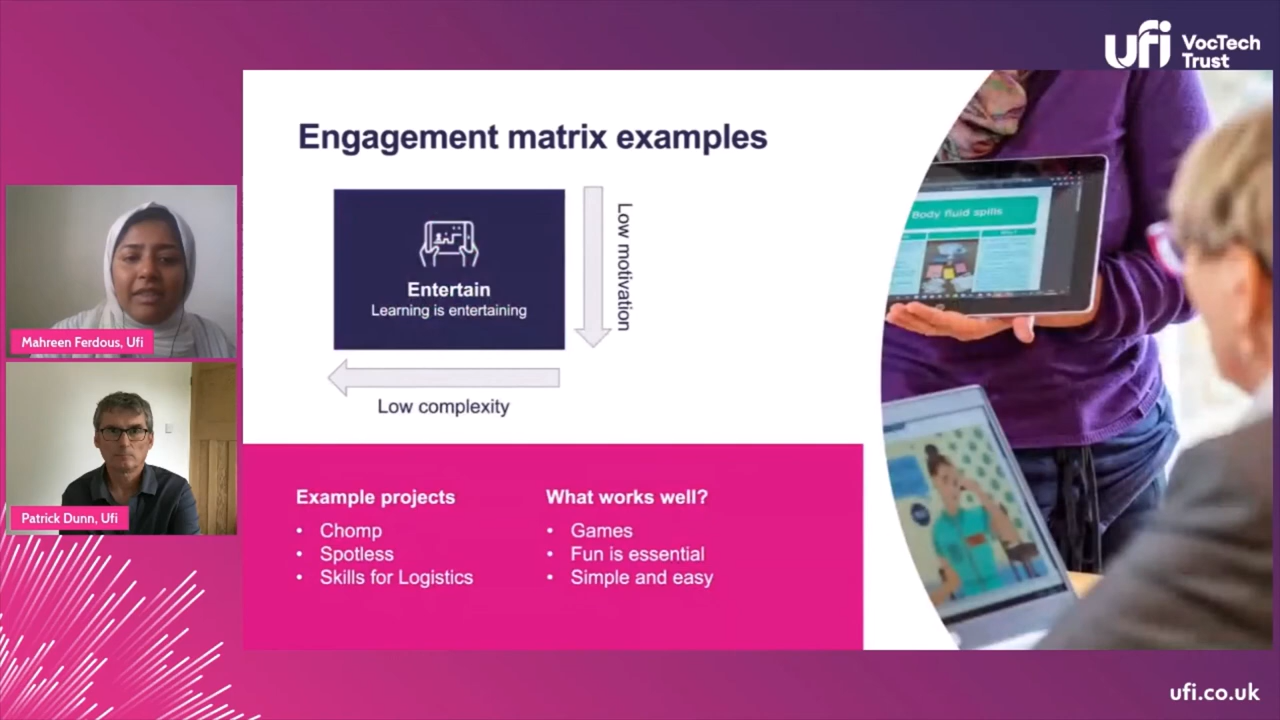 ufi VocTech
Trust
Engagement matrix examples
Entertain
Learning is entertaining
Low motivation
Low complexity
Body fluid spills
Mahreen Ferdous, Ufi
Patrick Dunn, Ufi
Example projects
• Chomp
• Spotless
• Skills for Logistics
What works well?
• Games
• Fun is essential
• Simple and easy
ufi.co.uk